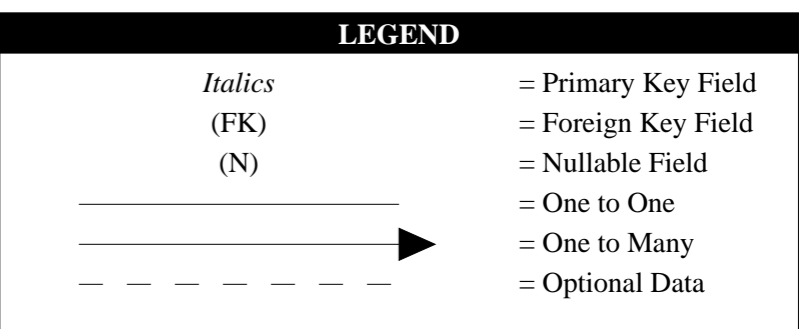 LEGEND
Italics = Primary Key Field
(FK) = Foreign Key Field
(N) = Nullable Field
= One to One
= One to Many
= Optional Data